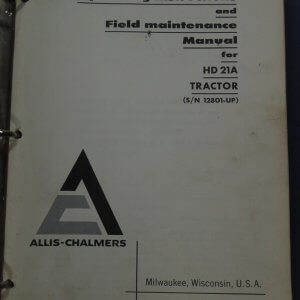 and
Field maintenance
Manual
for
HD 21A
TRACTOR
(S/N 12801-UP)
ALLIS-CHALMERS
Milwaukee, Wisconsin, U.S.A.